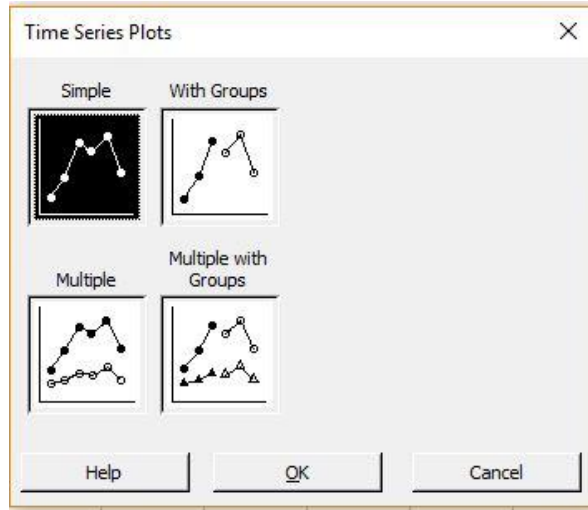 Time Series Plots
Simple
With Groups
Multiple
Multiple with
Groups
Help
OK
Cancel